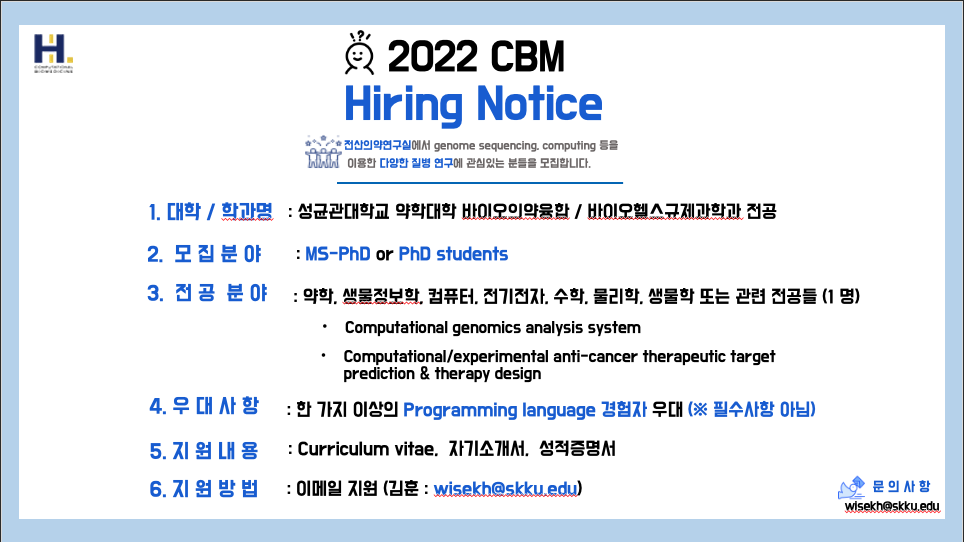 H.
COMPUTATIONAL
BIOMEDICINE
2022 CBM
Hiring Notice
전산의약연구실에서 genome sequencing, computing 등을
이용한 다양한 질병 연구에 관심있는 분들을 모집합니다.
1. 대학 / 학과명 : 성균관대학교 약학대학 바이오의약융합 / 바이오헬스규제과학과 전공
2. 모 집 분 야 : MS-PhD or PhD students
3. 전 공 분 야 : 약학, 생물정보학, 컴퓨터, 전기전자, 수학, 물리학, 생물학 또는 관련 전공들 (1 명)
• Computational genomics analysis system
• Computational/experimental anti-cancer therapeutic target
prediction & therapy design
4. 우 대 사 항 : 한 가지 이상의 Programming language 경험자 우대 (※ 필수사항 아님)
5. 지 원 내 용 : Curriculum vitae, 자기소개서, 성적증명서
6. 지 원 방 법 : 이메일 지원 (김훈 : wisekh@skku.edu)
문 의 사 항
wisekh@skku.edu